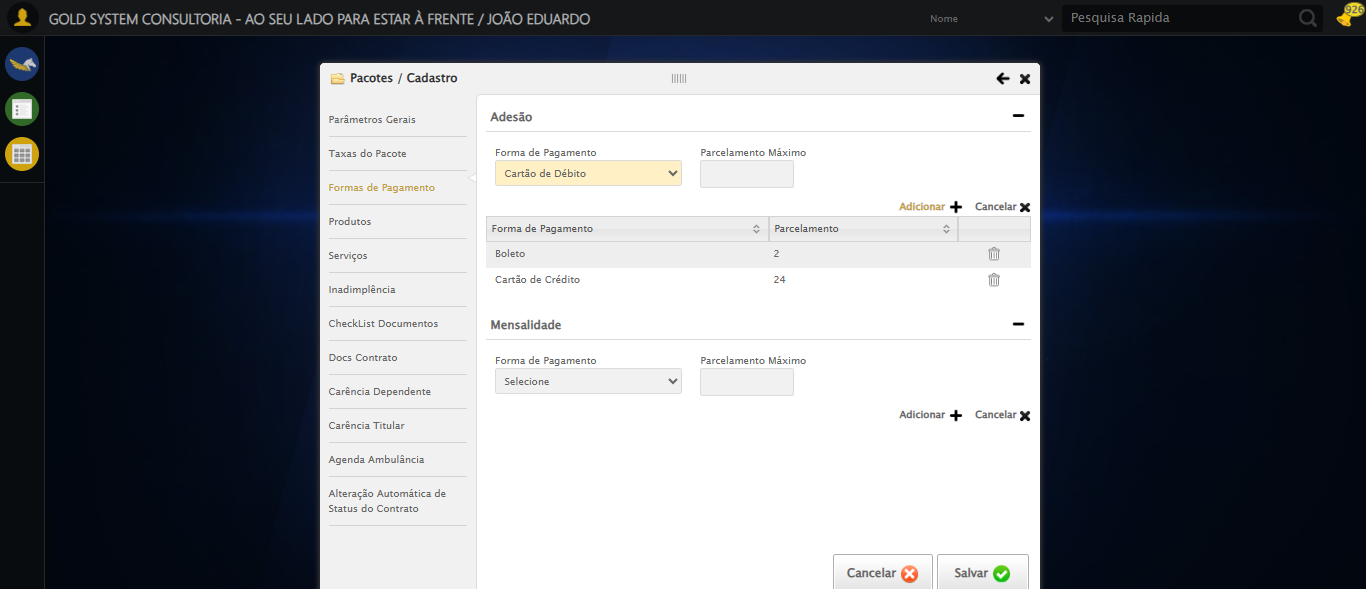 GOLD SYSTEM CONSULTORIA - AO SEU LADO PARA ESTAR À FRENTE / JOÃO EDUARDO
Nome
Pesquisa Rapida
926
Pacotes / Cadastro
Parâmetros Gerais
Taxas do Pacote
Formas de Pagamento
Produtos
Serviços
Inadimplência
CheckList Documentos
Docs Contrato
Carência Dependente
Carência Titular
Agenda Ambulância
Alteração Automática de
Status do Contrato
Adesão
Forma de Pagamento Parcelamento Máximo
Cartão de Débito
Adicionar Cancelar
Forma de Pagamento Parcelamento
Boleto 2
Cartão de Crédito 24
Mensalidade
Forma de Pagamento Parcelamento Máximo
Selecione
Adicionar Cancelar
Cancelar Salvar